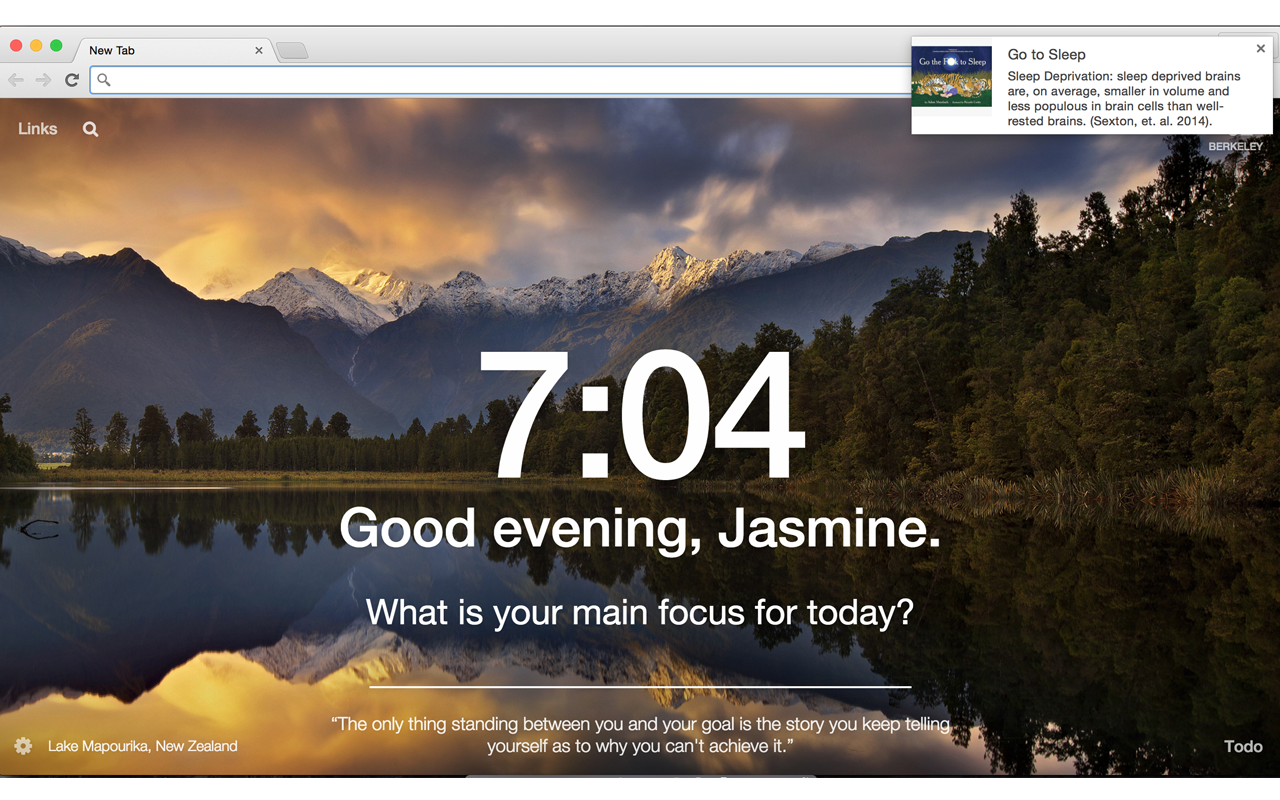 New Tab
Go to Sleep
Go the F k to Sleep
Sleep Deprivation: sleep deprived brains
are, on average, smaller in volume and
less populous in brain cells than well-
rested brains. (Sexton, et. al. 2014).
Links
BERKELEY
7:04
Good evening, Jasmine.
What is your main focus for today?
“The only thing standing between you and your goal is the story you keep telling
yourself as to why you can't achieve it.”
Lake Mapourika, New Zealand
Todo